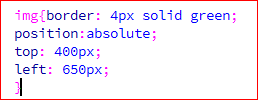 img{border: 4px solid green;
position:absolute;
top: 400px;
left: 650px;
}